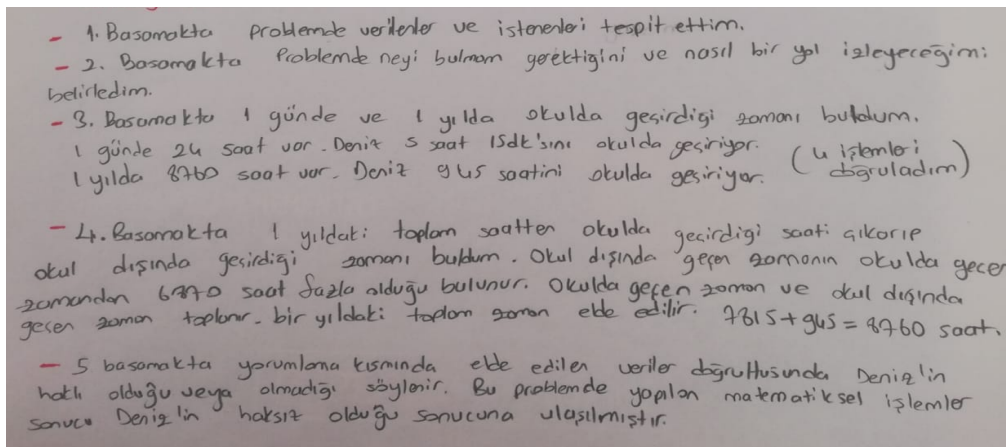 - 1. Basamakta problemde verilenler ve istenenleri tespit ettim.
- 2. Basamakta Problemde neyi bulmam gerektiğini ve nasıl bir yol izleyeceğimi
belirledim.
- 3. Basamakta 1 günde ve 1 yılda okulda geçirdiği zamanı buldum.
1 günde 24 saat var. Deniz 5 saat 15dk'sını okulda geçiriyor.
1 yılda 8760 saat var. Deniz 945 saatini okulda geçiriyor. (4 işlemleri doğruladım)
- 4. Basamakta 1 yıldaki toplam saatten okulda geçirdiği saati çıkarıp
okul dışında geçirdiği zamanı buldum. Okul dışında geçen zamanın okulda geçen
zamandan 6870 saat fazla olduğu bulunur. Okulda geçen zaman ve okul dışında
geçen zaman toplanır. bir yıldaki toplam zaman elde edilir. 7815 + 945 = 8760 saat.
- 5 basamakta yorumlama kısmında elde edilen veriler doğrultusunda Deniz'in
haklı olduğu veya olmadığı söylenir. Bu problemde yapılan matematiksel işlemler
sonucu Deniz'in haksız olduğu sonucuna ulaşılmıştır.